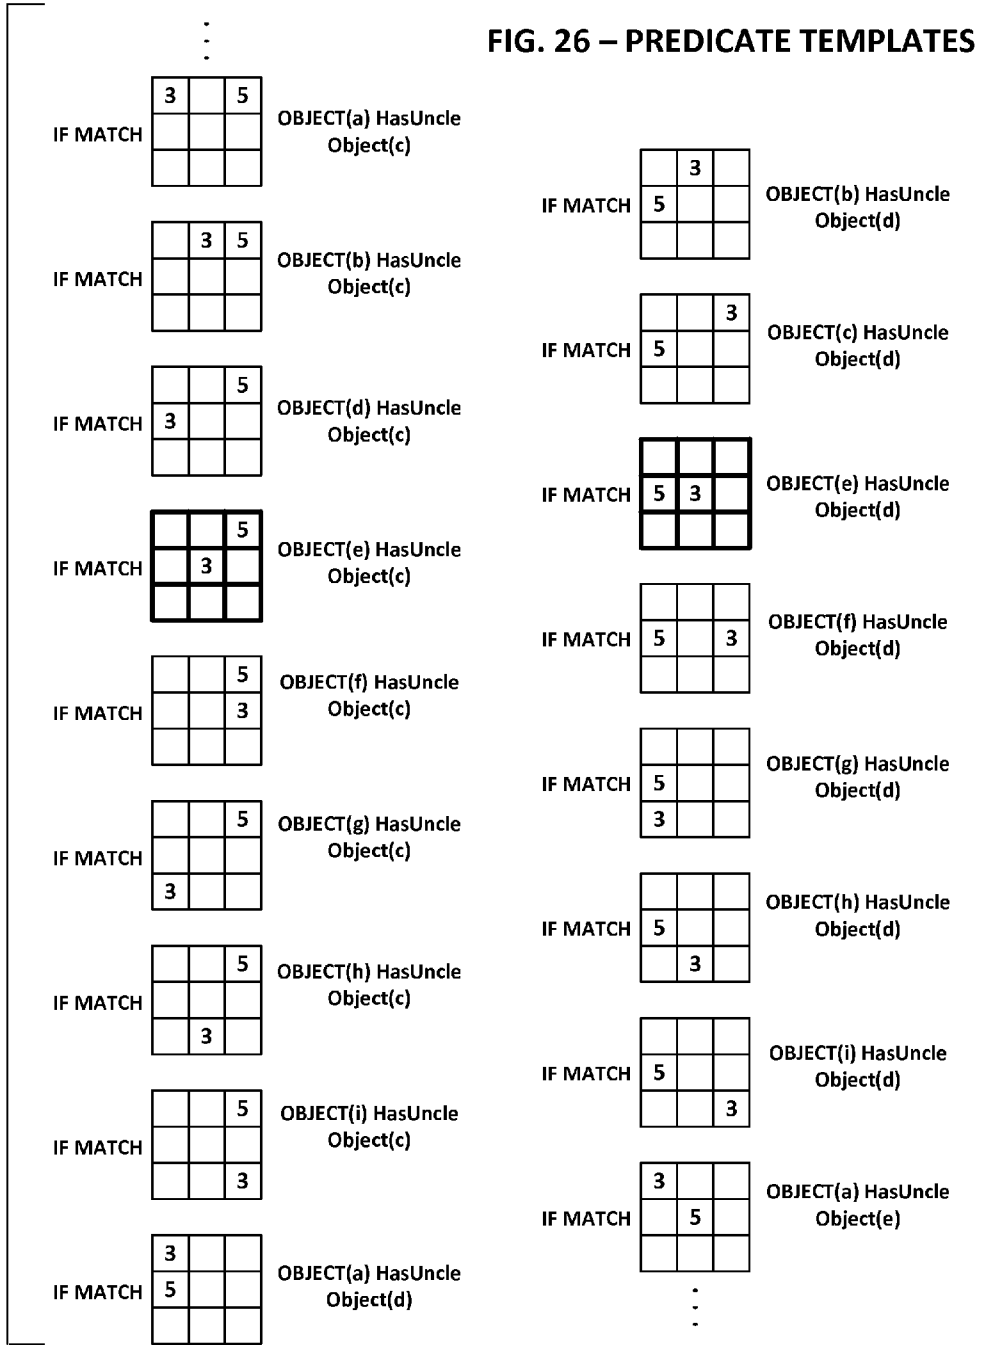 FIG. 26 – PREDICATE TEMPLATES
3 5
IF MATCH
OBJECT(a) HasUncle
Object(c)
3 5
IF MATCH
OBJECT(b) HasUncle
Object(c)
5
3
IF MATCH
OBJECT(d) HasUncle
Object(c)
5
3
IF MATCH
OBJECT(e) HasUncle
Object(c)
5
3
IF MATCH
OBJECT(f) HasUncle
Object(c)
5
3
IF MATCH
OBJECT(g) HasUncle
Object(c)
5
3
IF MATCH
OBJECT(h) HasUncle
Object(c)
5
3
IF MATCH
OBJECT(i) HasUncle
Object(c)
3
5
IF MATCH
OBJECT(a) HasUncle
Object(d)
3
5
IF MATCH
OBJECT(b) HasUncle
Object(d)
3
5
IF MATCH
OBJECT(c) HasUncle
Object(d)
5 3
IF MATCH
OBJECT(e) HasUncle
Object(d)
5 3
IF MATCH
OBJECT(f) HasUncle
Object(d)
5
3
IF MATCH
OBJECT(g) HasUncle
Object(d)
5
3
IF MATCH
OBJECT(h) HasUncle
Object(d)
5
3
IF MATCH
OBJECT(i) HasUncle
Object(d)
3
5
IF MATCH
OBJECT(a) HasUncle
Object(e)